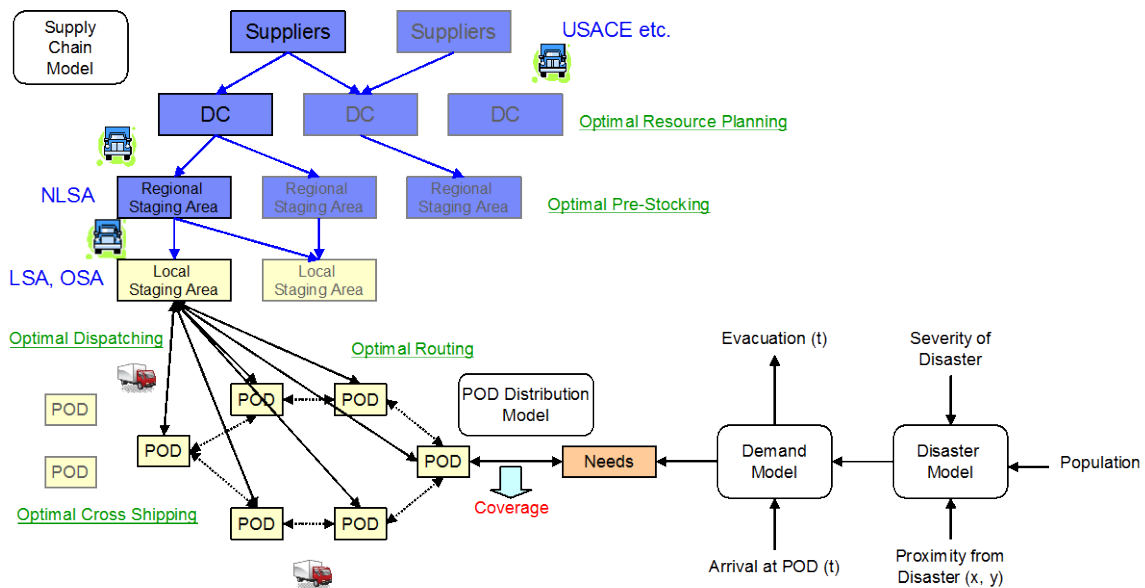 Supply
Chain
Model
Suppliers
Suppliers
USACE etc.
DC
DC
DC
Optimal Resource Planning
NLSA
Regional
Staging Area
Regional
Staging Area
Regional
Staging Area
Optimal Pre-Stocking
LSA, OSA
Local
Staging Area
Local
Staging Area
Optimal Dispatching
Optimal Routing
Evacuation (t)
Severity of
Disaster
POD
POD
POD
POD Distribution
Model
POD
POD
Needs
Demand
Model
Disaster
Model
Population
POD
Coverage
Optimal Cross Shipping
POD
POD
Arrival at POD (t)
Proximity from
Disaster (x, y)